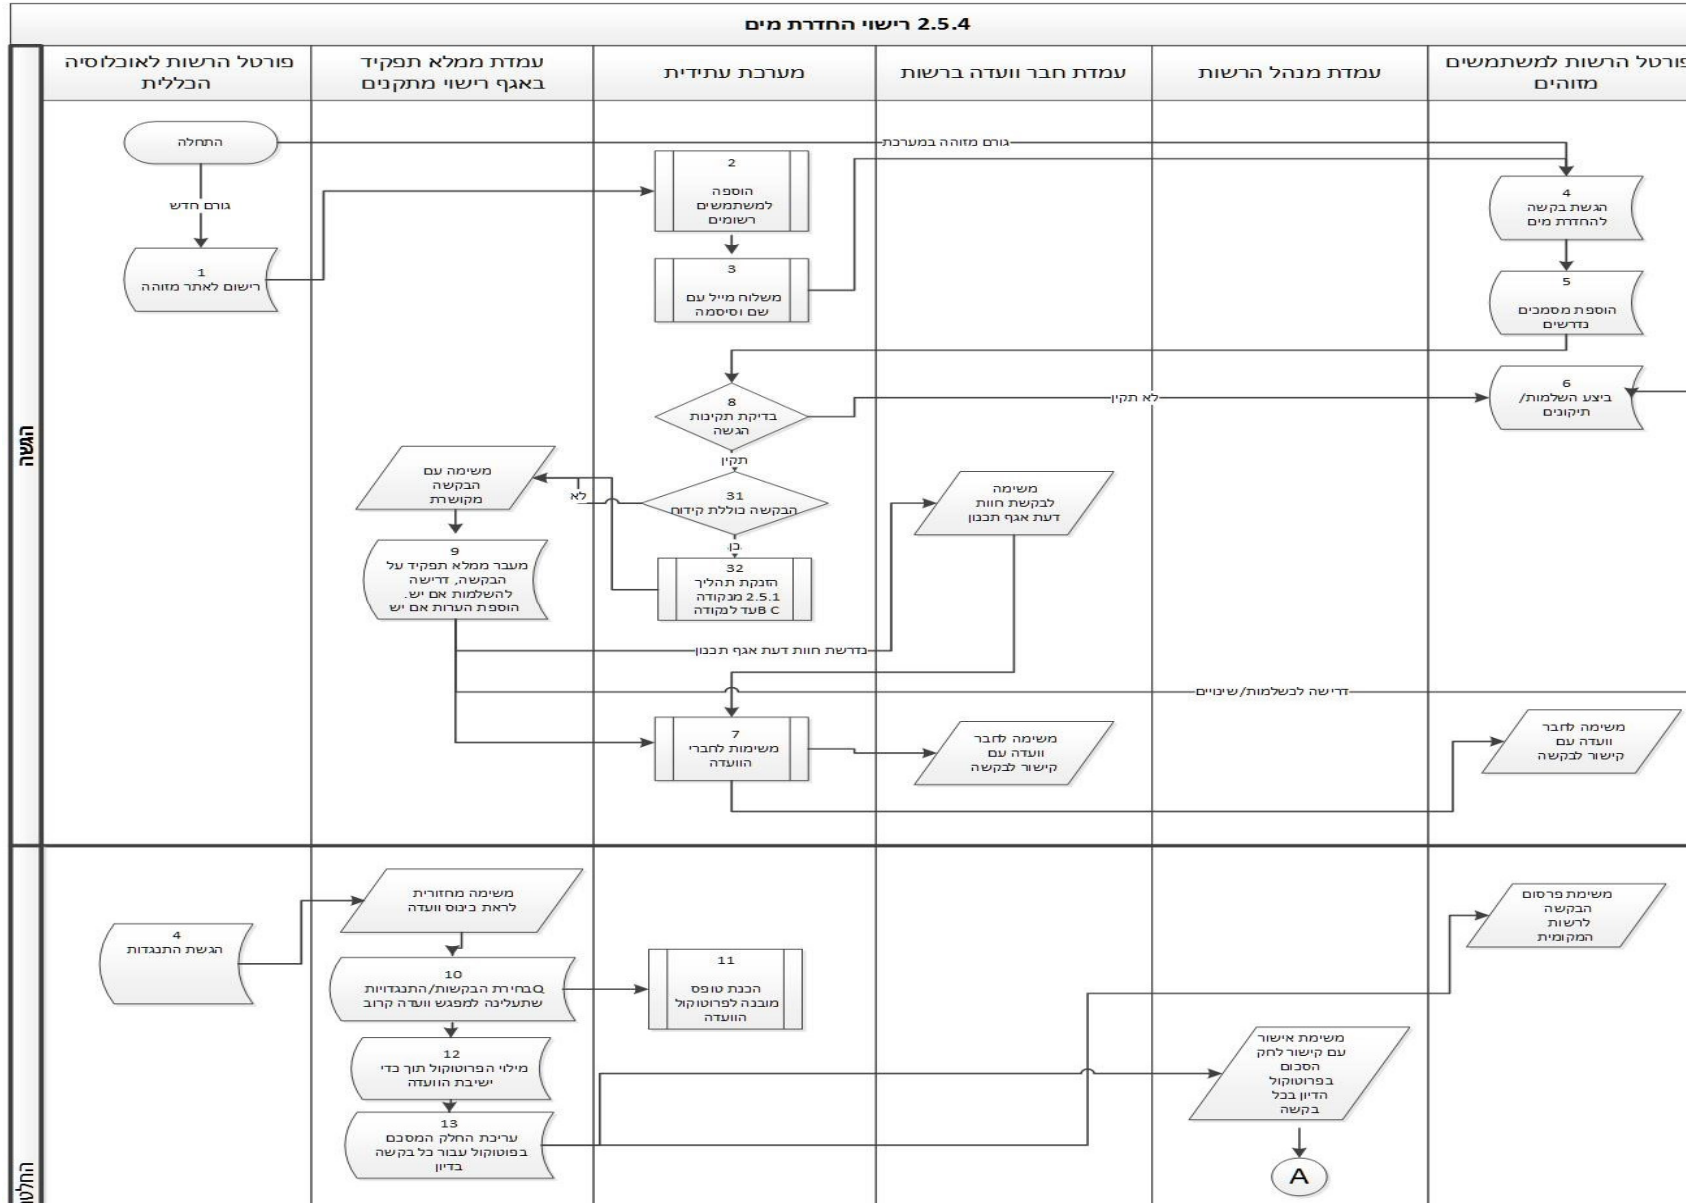 2.5.4 רישוי החדרת מים
פורטל הרשות לאוכלוסיה
הכללית
עמדת ממלא תפקיד
באגף רישוי מתקנים
מערכת עתידית
עמדת חבר וועדה ברשות
עמדת מנהל הרשות
פורטל הרשות למשתמשים
מזוהים
הגשה
התחלה
גורם מזוהה במערכת
גורם חדש
1
רישום לאתר מזוהה
2
הוספה
למשתמשים
רשומים
3
משלוח מייל עם
שם וסיסמה
4
הגשת בקשה
להחדרת מים
5
הוספת מסמכים
נדרשים
6
ביצע השלמות/
תיקונים
8
בדיקת תקינות
הגשה
לא תקין
תקין
31
הבקשה כוללת קידוח
לא
כן
32
הזנקת תהליך
2.5.1 מנקודה
B עד לנקודה C
משימה עם
הבקשה
מקושרת
9
מעבר ממלא תפקיד על
הבקשה, דרישה
להשלמות אם יש.
הוספת הערות אם יש
משימה
לבקשת חוות
דעת אגף תכנון
נדרשת חוות דעת אגף תכנון
דרישה לכשלמות/שינויים
7
משימות לחברי
הוועדה
משימה לחבר
וועדה עם
קישור לבקשה
משימה לחבר
וועדה עם
קישור לבקשה
4
הגשת התנגדות
משימה מחזורית
לראת כינוס וועדה
10
Qבחירת הבקשות/התנגדויות
שתעלינה למפגש וועדה קרוב
11
הכנת טופס
מובנה לפרוטוקול
הוועדה
12
מילוי הפרוטוקול תוך כדי
ישיבת הוועדה
13
עריכת החלק המסכם
בפוטוקול עבור כל בקשה
בדיון
משימת אישור
עם קישור לחק
הסכום
בפרוטוקול
הדיון בכל
בקשה
A
משימת פרסום
הבקשה
לרשות
המקומית